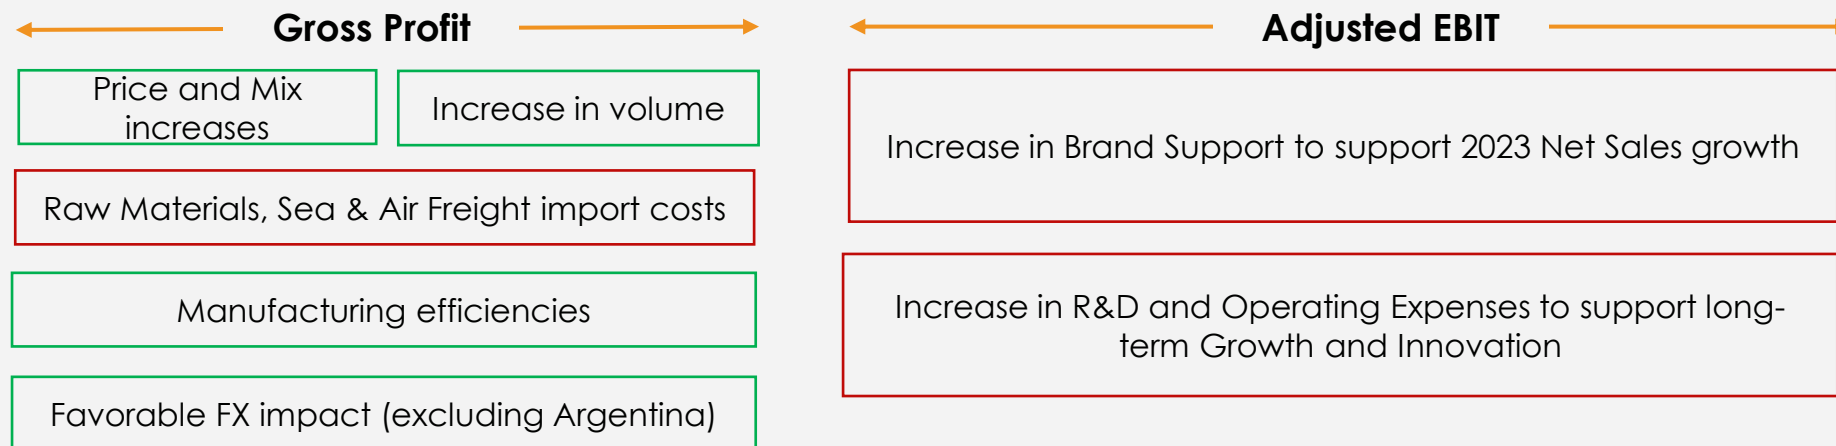 Gross Profit
Price and Mix
increases
Increase in volume
Raw Materials, Sea & Air Freight import costs
Manufacturing efficiencies
Favorable FX impact (excluding Argentina)
Adjusted EBIT
Increase in Brand Support to support 2023 Net Sales growth
Increase in R&D and Operating Expenses to support long-
term Growth and Innovation